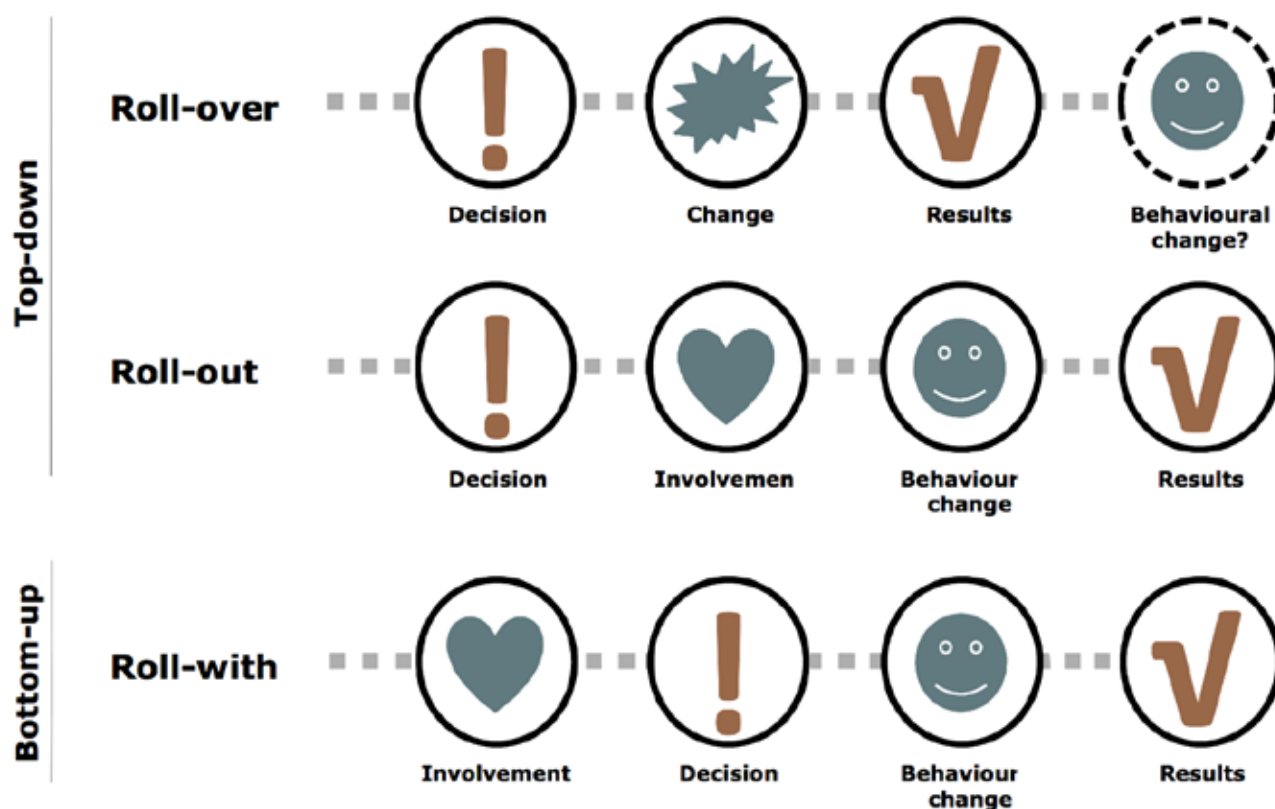 Top-down
Roll-over
Decision
Change
Results
Behavioural
change?
Roll-out
Decision
Involvemen
Behaviour
change
Results
Bottom-up
Roll-with
Involvement
Decision
Behaviour
change
Results